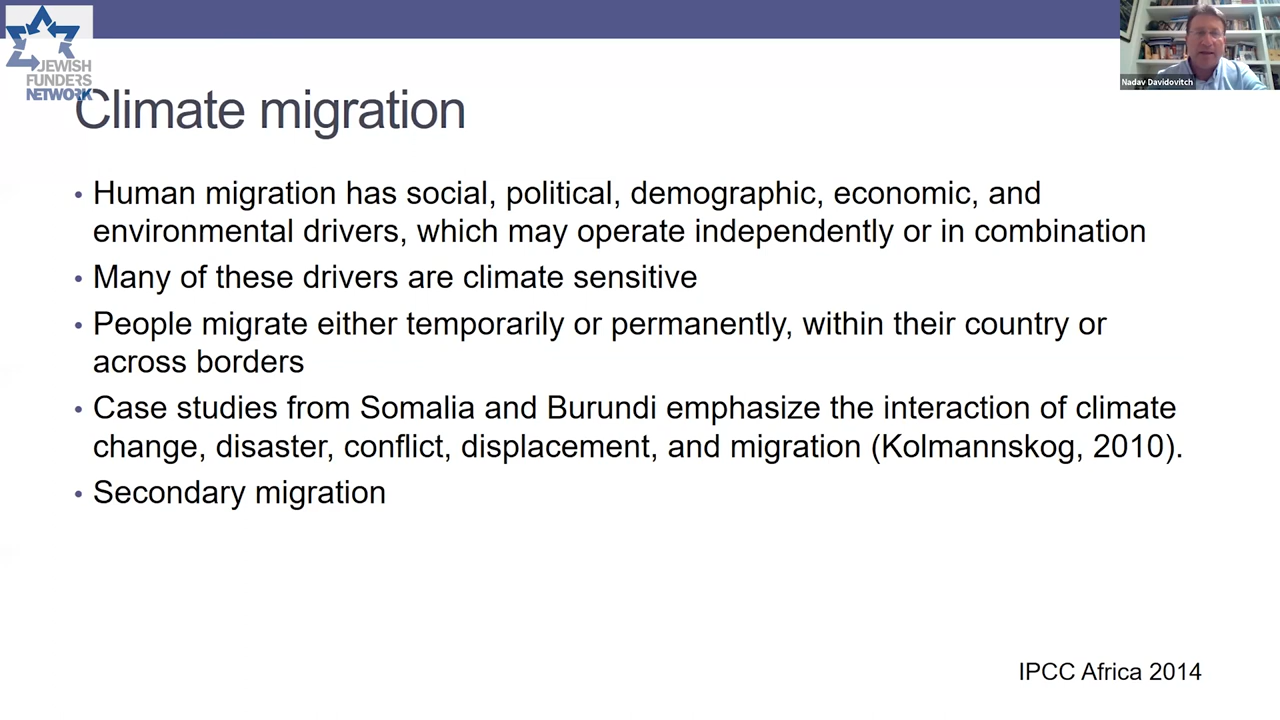 JEWISH
FUNDERS
NETWORK
Nadav Davidovitch
Climate migration
• Human migration has social, political, demographic, economic, and
environmental drivers, which may operate independently or in combination
• Many of these drivers are climate sensitive
• People migrate either temporarily or permanently, within their country or
across borders
• Case studies from Somalia and Burundi emphasize the interaction of climate
change, disaster, conflict, displacement, and migration (Kolmannskog, 2010).
• Secondary migration
IPCC Africa 2014